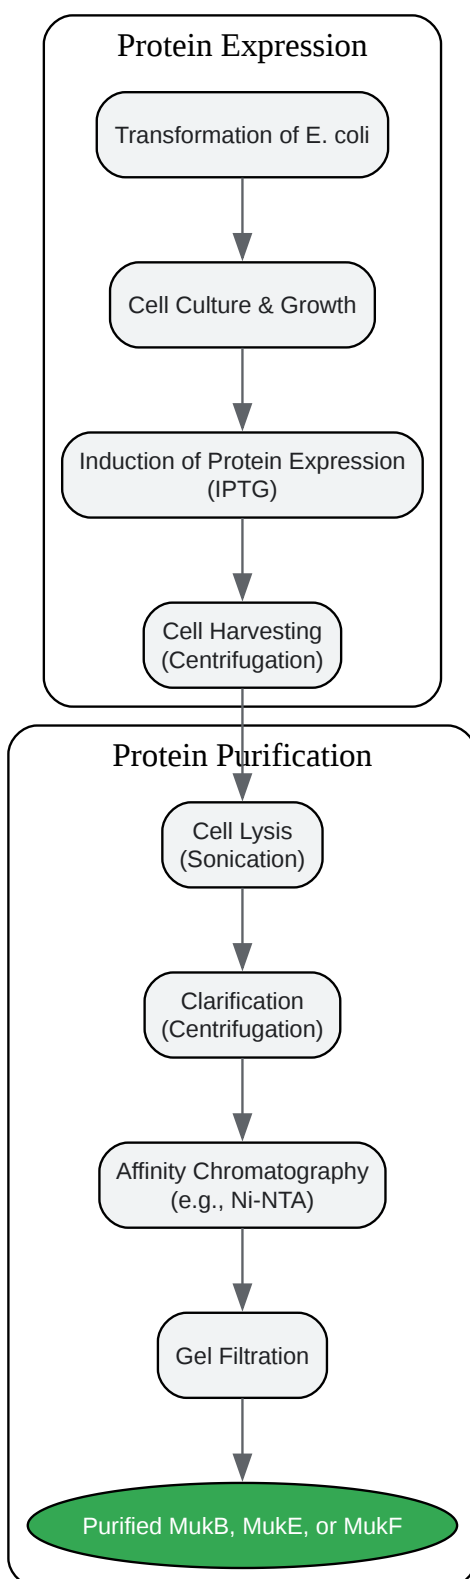 Protein Expression
Transformation of E. coli
Cell Culture & Growth
Induction of Protein Expression
(IPTG)
Cell Harvesting
(Centrifugation)
Protein Purification
Cell Lysis
(Sonication)
Clarification
(Centrifugation)
Affinity Chromatography
(e.g., Ni-NTA)
Gel Filtration
Purified MukB, MukE, or MukF